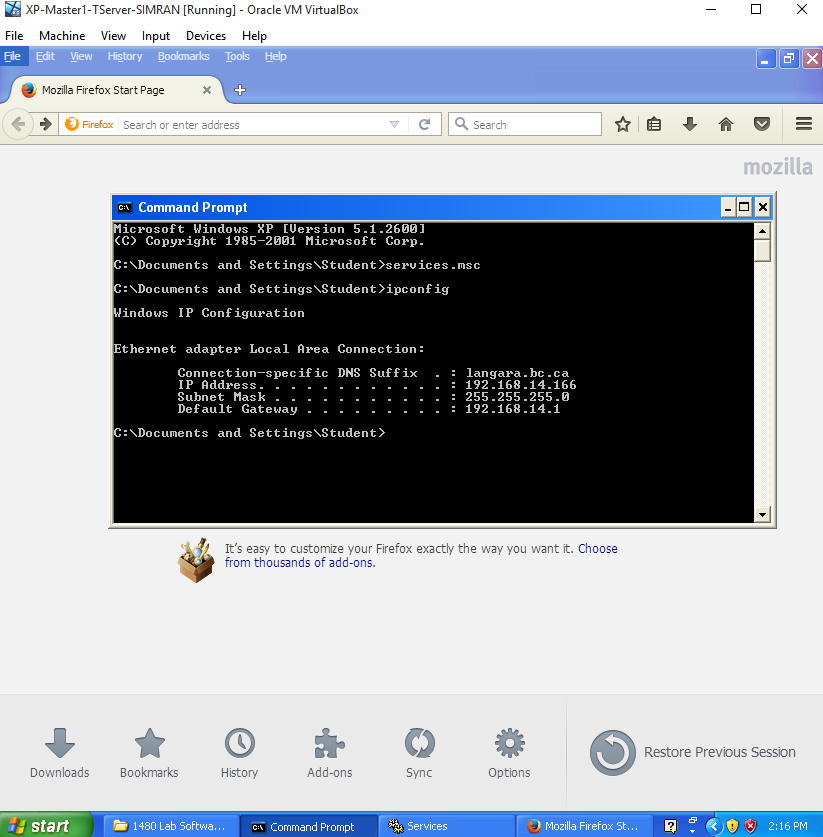 XP-Master1-TServer-SIMRAN [Running] - Oracle VM VirtualBox
File Machine View Input Devices Help
File Edit View History Bookmarks Tools Help
Mozilla Firefox Start Page
Firefox Search or enter address Search
mozilla
Command Prompt
Microsoft Windows XP [Version 5.1.2600]
(C) Copyright 1985-2001 Microsoft Corp.
C:\Documents and Settings\Student>services.msc
C:\Documents and Settings\Student>ipconfig
Windows IP Configuration
Ethernet adapter Local Area Connection:
Connection-specific DNS Suffix . : langara.bc.ca
IP Address. . . . . . . . . . . . : 192.168.14.166
Subnet Mask . . . . . . . . . . . : 255.255.255.0
Default Gateway . . . . . . . . . : 192.168.14.1
C:\Documents and Settings\Student>
It's easy to customize your Firefox exactly the way you want it. Choose
from thousands of add-ons.
Downloads Bookmarks History Add-ons Sync Options Restore Previous Session
start 1480 Lab Softwa... Command Prompt Services Mozilla Firefox St... 2:16 PM